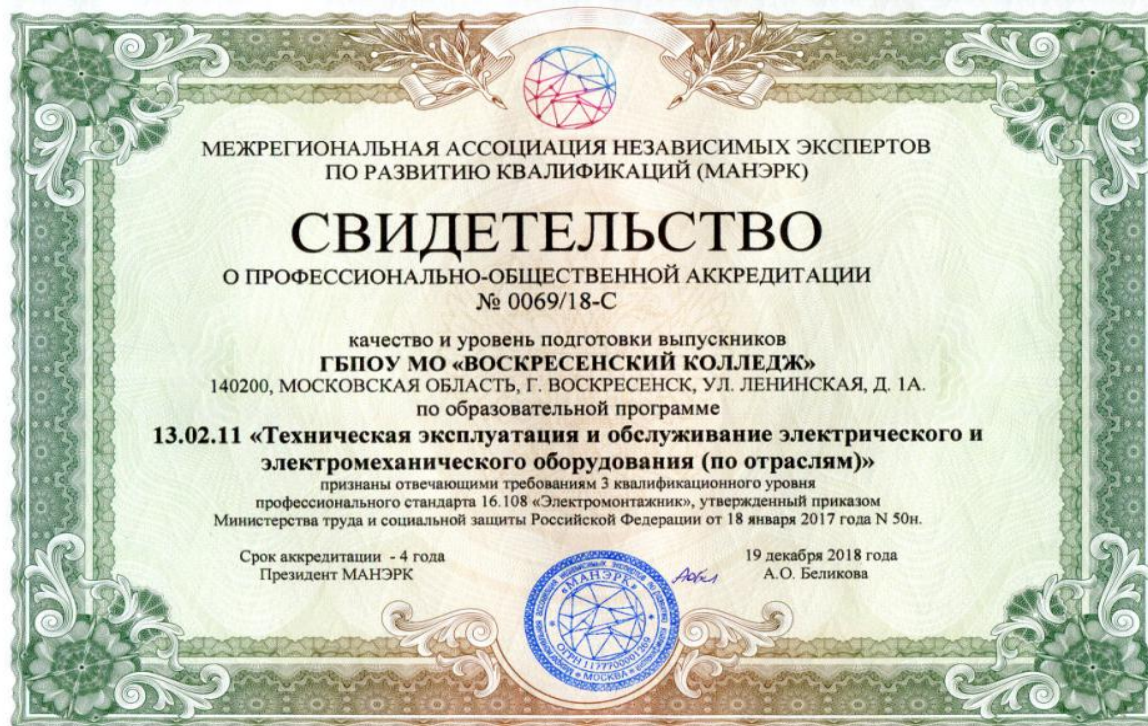 МЕЖРЕГИОНАЛЬНАЯ АССОЦИАЦИЯ НЕЗАВИСИМЫХ ЭКСПЕРТОВ
ПО РАЗВИТИЮ КВАЛИФИКАЦИЙ (МАНЭРК)
СВИДЕТЕЛЬСТВО
О ПРОФЕССИОНАЛЬНО-ОБЩЕСТВЕННОЙ АККРЕДИТАЦИИ
№ 0069/18-С
качество и уровень подготовки выпускников
ГБПОУ МО «ВОСКРЕСЕНСКИЙ КОЛЛЕДЖ»
140200, МОСКОВСКАЯ ОБЛАСТЬ, Г. ВОСКРЕСЕНСК, УЛ. ЛЕНИНСКАЯ, Д. 1А.
по образовательной программе
13.02.11 «Техническая эксплуатация и обслуживание электрического и
электромеханического оборудования (по отраслям)»
признаны отвечающими требованиям 3 квалификационного уровня
профессионального стандарта 16.108 «Электромонтажник», утвержденный приказом
Министерства труда и социальной защиты Российской Федерации от 18 января 2017 года N 50н.
Срок аккредитации - 4 года
Президент МАНЭРК
19 декабря 2018 года
А.О. Беликова
«МАНЭРК»
МОСКВА